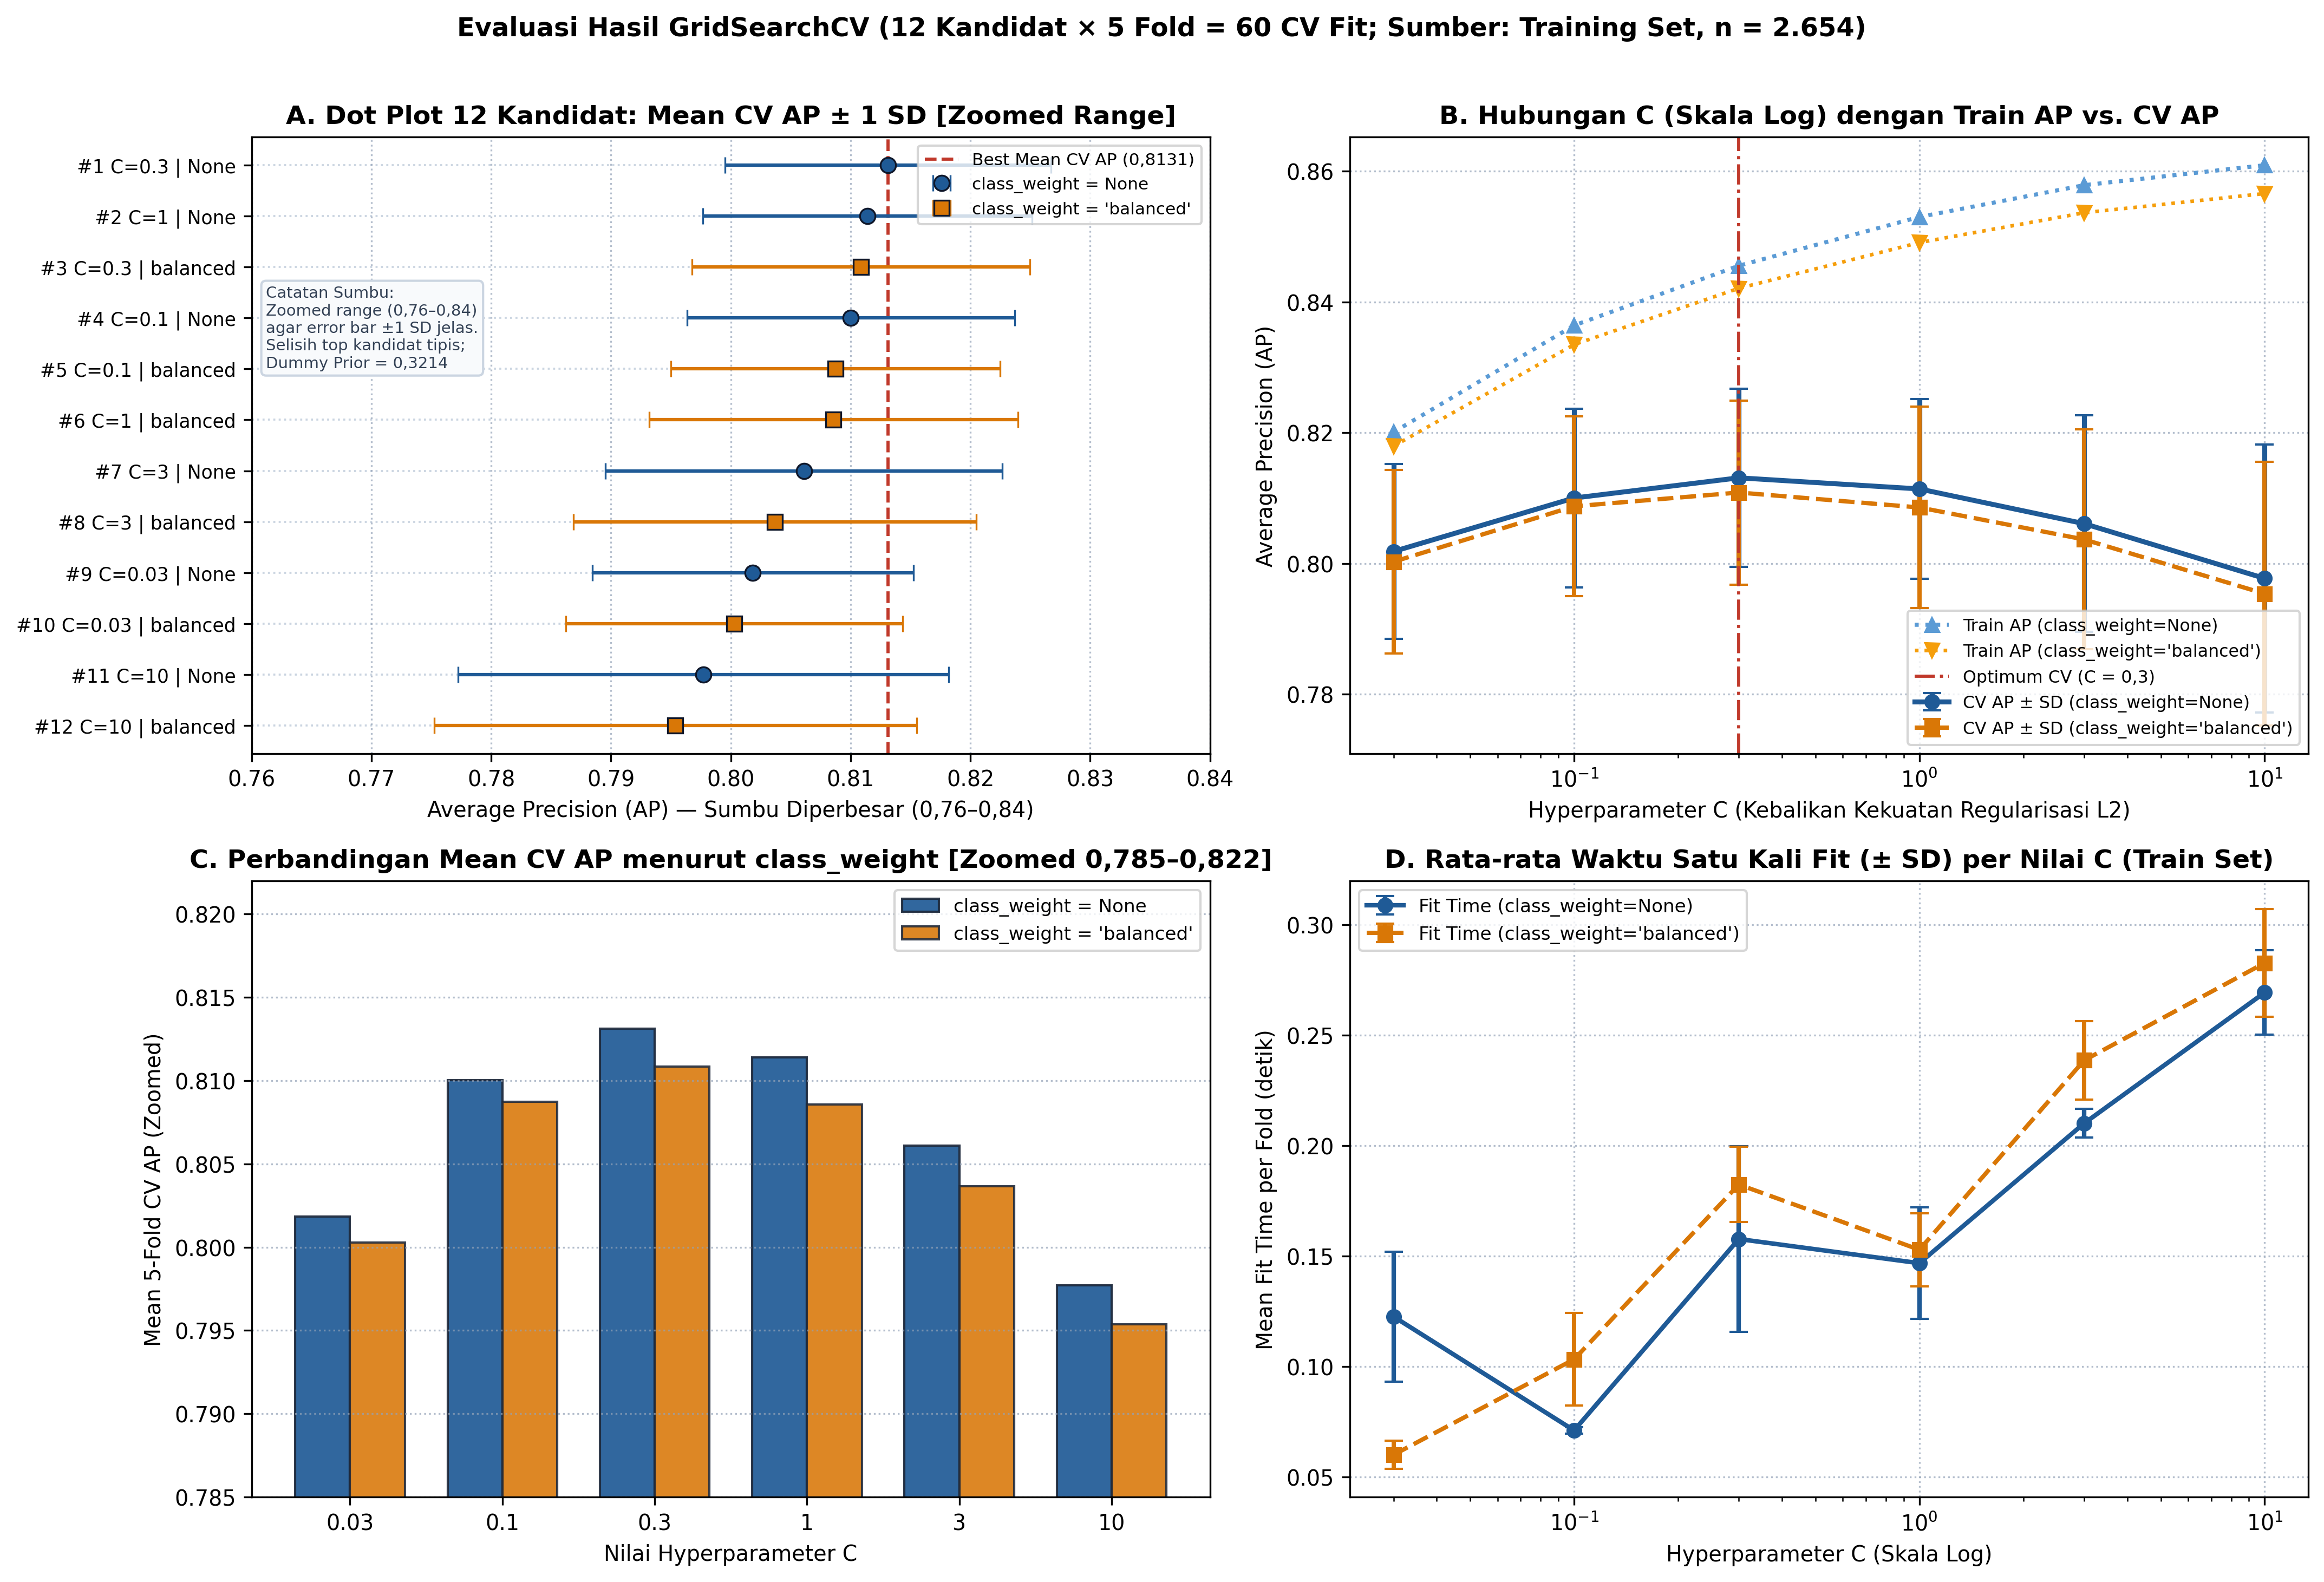 Evaluasi Hasil GridSearchCV (12 Kandidat × 5 Fold = 60 CV Fit; Sumber: Training Set, n = 2.654)
A. Dot Plot 12 Kandidat: Mean CV AP ± 1 SD [Zoomed Range]
#1 C=0.3 | None
#2 C=1 | None
#3 C=0.3 | balanced
#4 C=0.1 | None
#5 C=0.1 | balanced
#6 C=1 | balanced
#7 C=3 | None
#8 C=3 | balanced
#9 C=0.03 | None
#10 C=0.03 | balanced
#11 C=10 | None
#12 C=10 | balanced
Best Mean CV AP (0,8131)
class_weight = None
class_weight = 'balanced'
Catatan Sumbu:
Zoomed range (0,76–0,84)
agar error bar ±1 SD jelas.
Selisih top kandidat tipis;
Dummy Prior = 0,3214
0.76 0.77 0.78 0.79 0.80 0.81 0.82 0.83 0.84
Average Precision (AP) — Sumbu Diperbesar (0,76–0,84)
B. Hubungan C (Skala Log) dengan Train AP vs. CV AP
Average Precision (AP)
0.86
0.84
0.82
0.80
0.78
Train AP (class_weight=None)
Train AP (class_weight='balanced')
Optimum CV (C = 0,3)
CV AP ± SD (class_weight=None)
CV AP ± SD (class_weight='balanced')
10⁻¹ 10⁰ 10¹
Hyperparameter C (Kebalikan Kekuatan Regularisasi L2)
C. Perbandingan Mean CV AP menurut class_weight [Zoomed 0,785–0,822]
Mean 5-Fold CV AP (Zoomed)
0.820
0.815
0.810
0.805
0.800
0.795
0.790
0.785
class_weight = None
class_weight = 'balanced'
0.03 0.1 0.3 1 3 10
Nilai Hyperparameter C
D. Rata-rata Waktu Satu Kali Fit (± SD) per Nilai C (Train Set)
Mean Fit Time per Fold (detik)
0.30
0.25
0.20
0.15
0.10
0.05
Fit Time (class_weight=None)
Fit Time (class_weight='balanced')
10⁻¹ 10⁰ 10¹
Hyperparameter C (Skala Log)